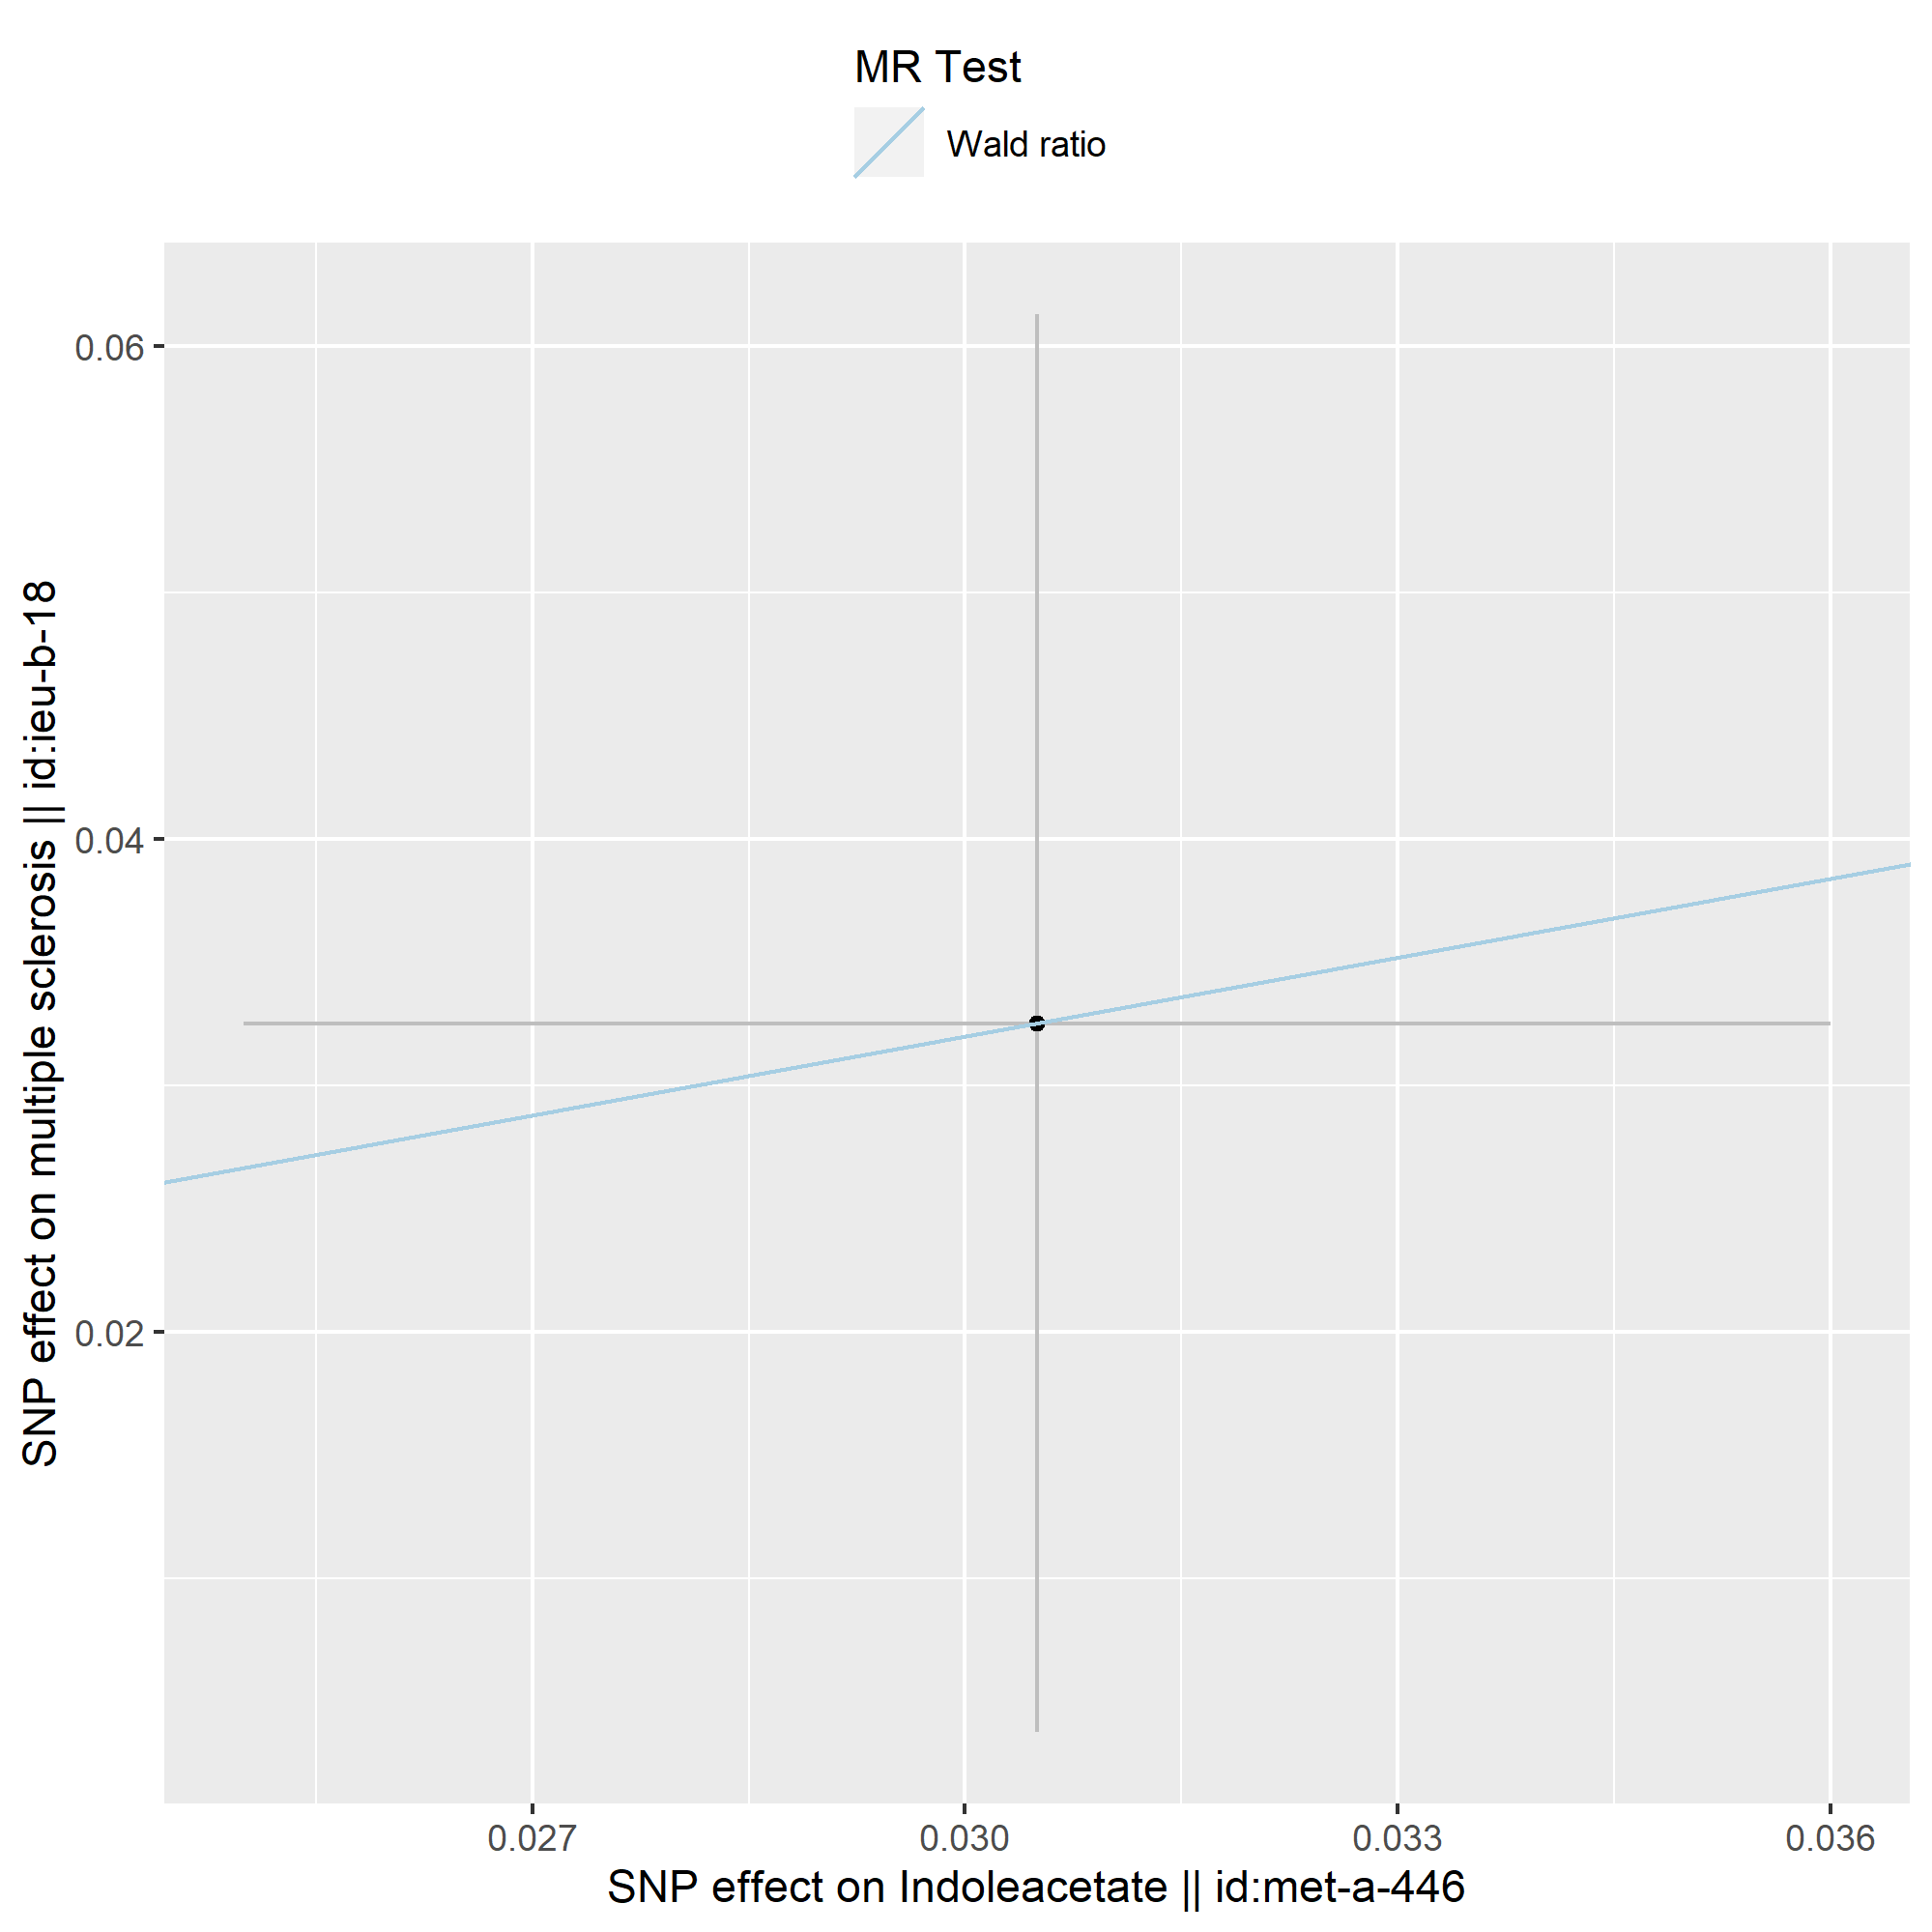 MR Test
Wald ratio
SNP effect on multiple sclerosis || id:ieu-b-18
0.06
0.04
0.02
0.027
0.030
0.033
0.036
SNP effect on Indoleacetate || id:met-a-446